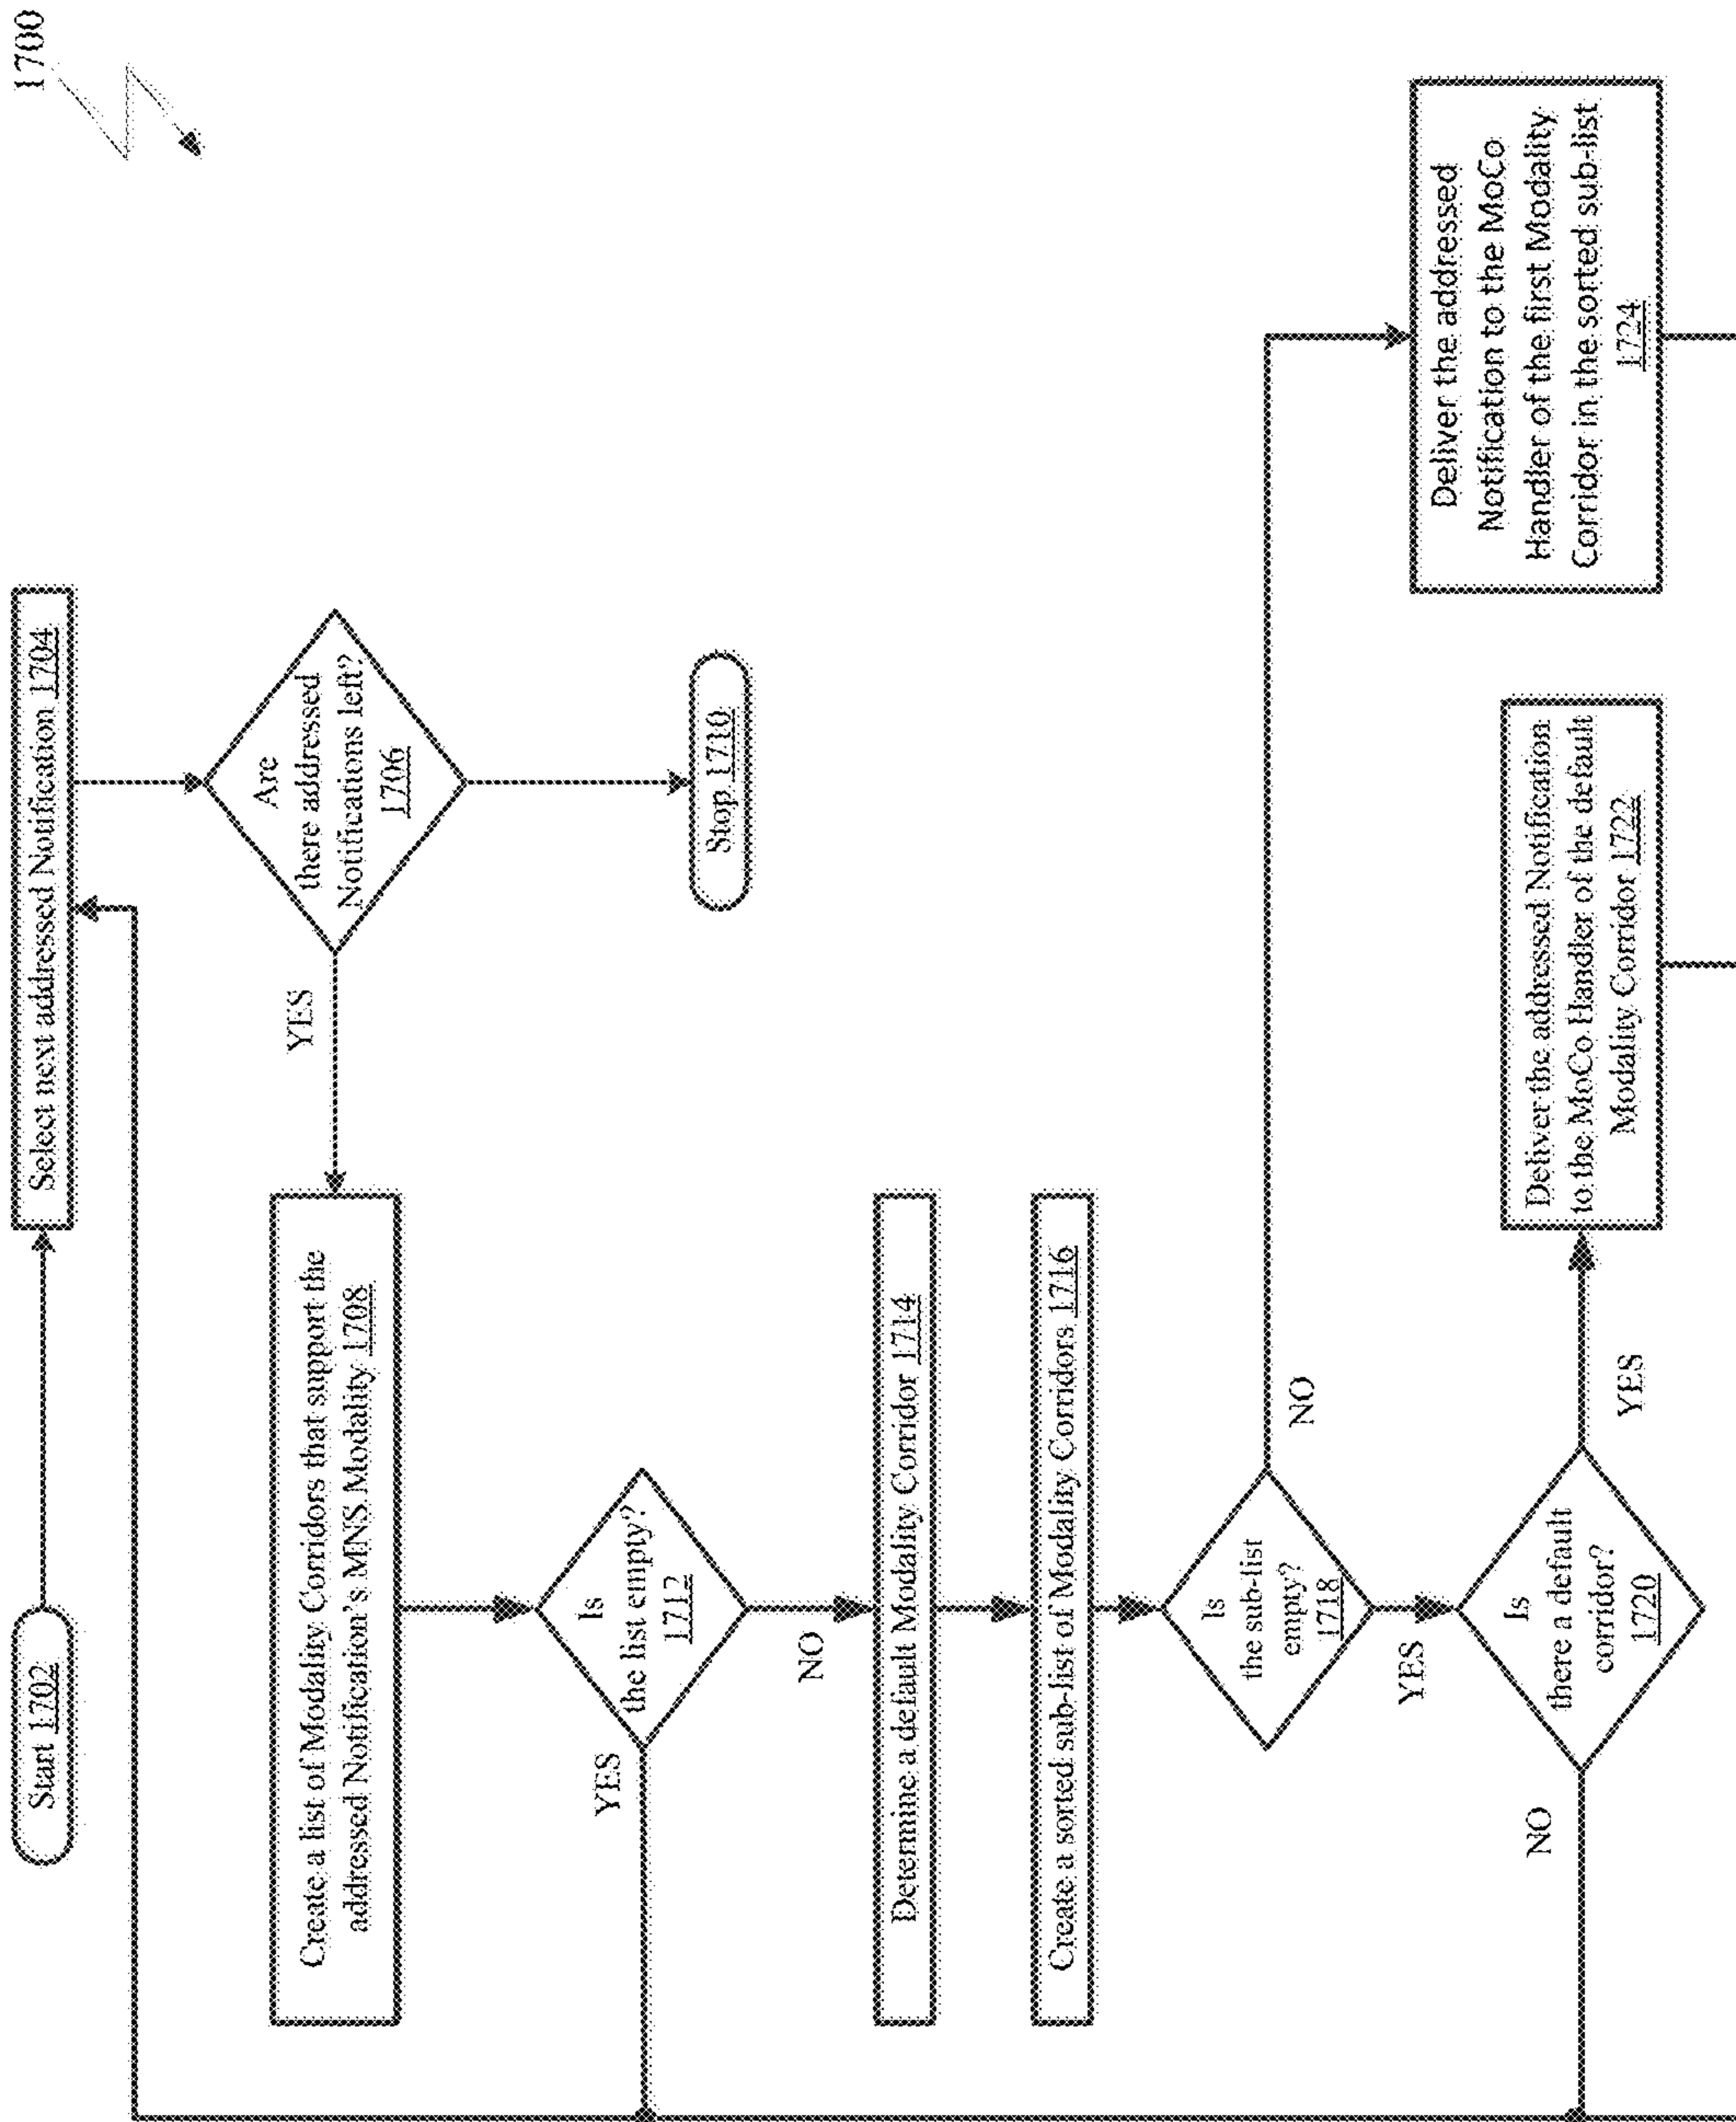 1700
Start 1702
Select next addressed Notification 1704
Are
there addressed
Notifications left?
1706
YES
Stop 1710
Create a list of Modality Corridors that support the
addressed Notification's MNS Modality 1708
Is
the list empty?
1712
YES
NO
Determine a default Modality Corridor 1714
Create a sorted sub-list of Modality Corridors 1716
Is
the sub-list
empty?
1718
NO
YES
Is
there a default
corridor?
1720
NO
YES
Deliver the addressed Notification
to the MoCo Handler of the default
Modality Corridor 1722
Deliver the addressed
Notification to the MoCo
Handler of the first Modality
Corridor in the sorted sub-list
1724